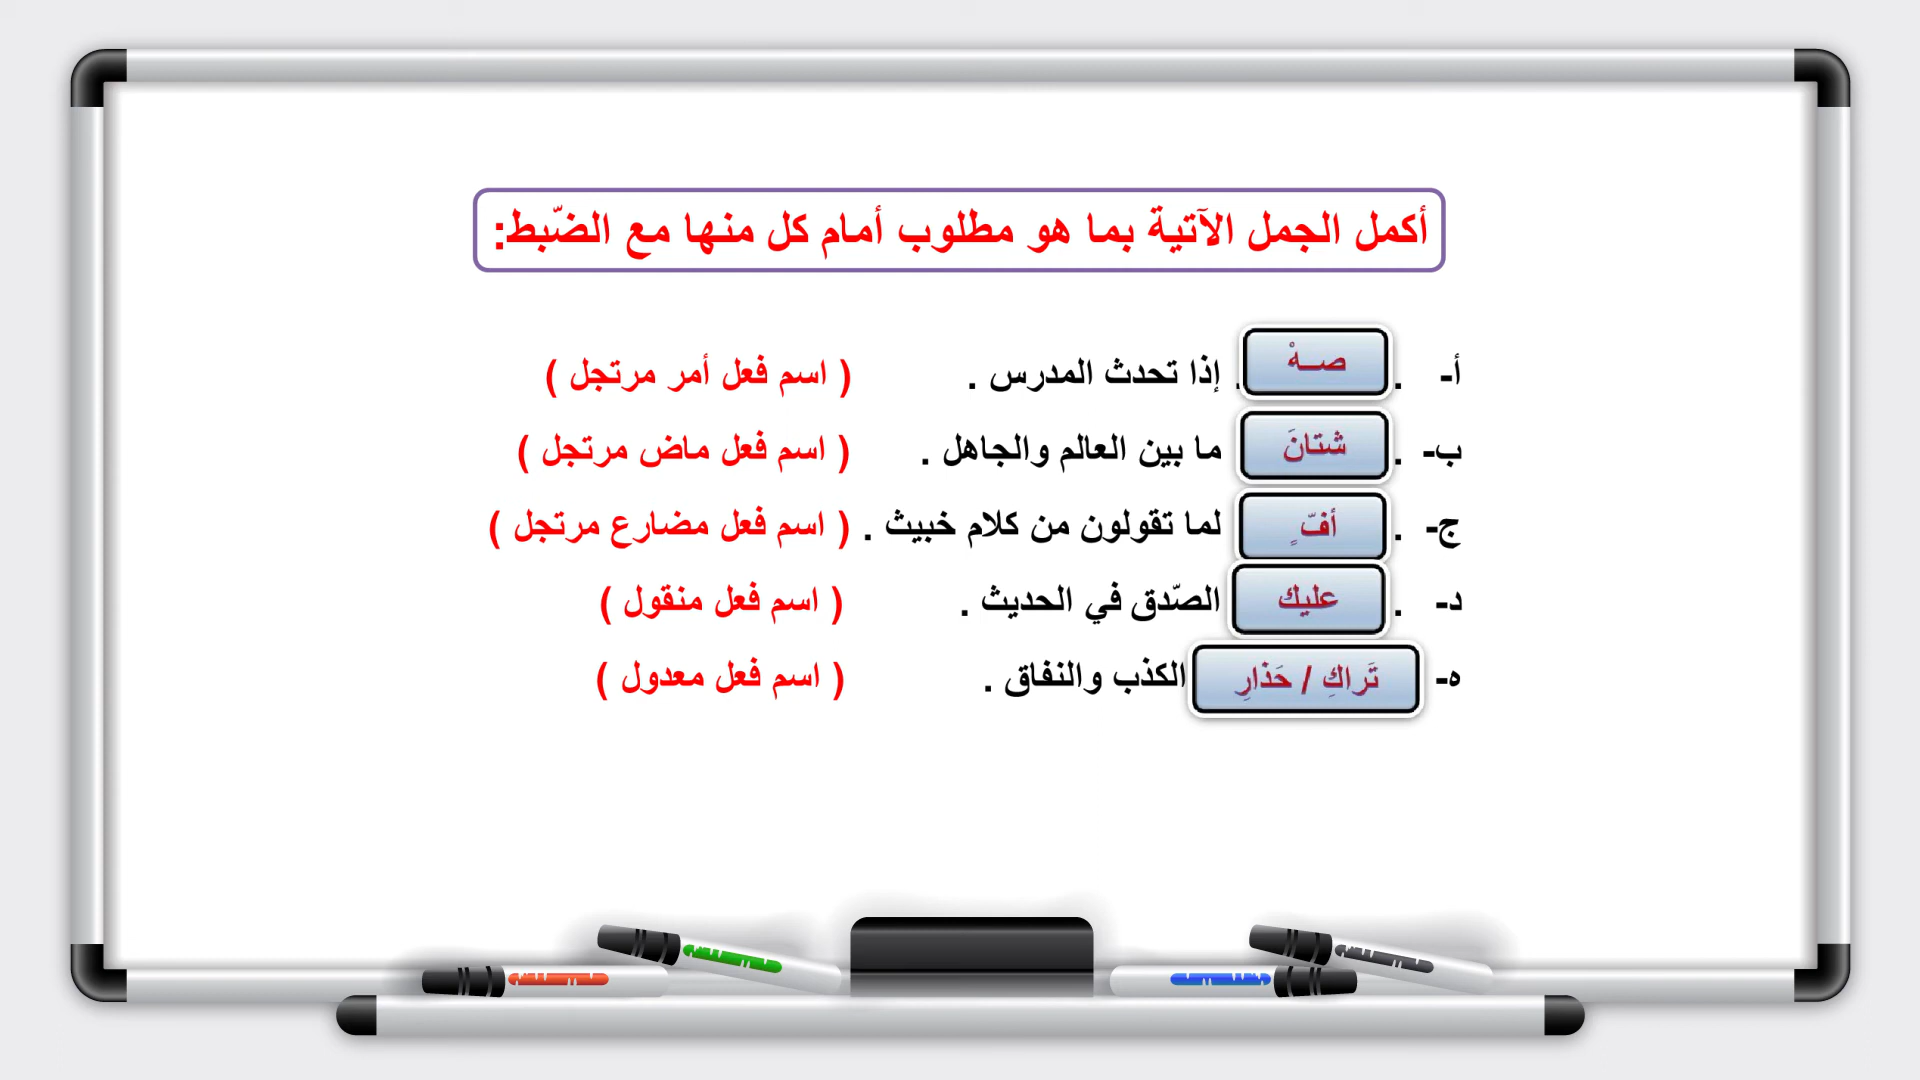 أكمل الجمل الآتية بما هو مطلوب أمام كل منها مع الضّبط:
أ- . صـهْ . إذا تحدث المدرس . ( اسم فعل أمر مرتجل )
ب- . شتانَ ما بين العالم والجاهل . ( اسم فعل ماض مرتجل )
ج- . أفّ ٍ لما تقولون من كلام خبيث . ( اسم فعل مضارع مرتجل )
د- . عليك الصّدق في الحديث . ( اسم فعل منقول )
ه- تَراكِ / حَذارِ الكذب والنفاق . ( اسم فعل معدول )